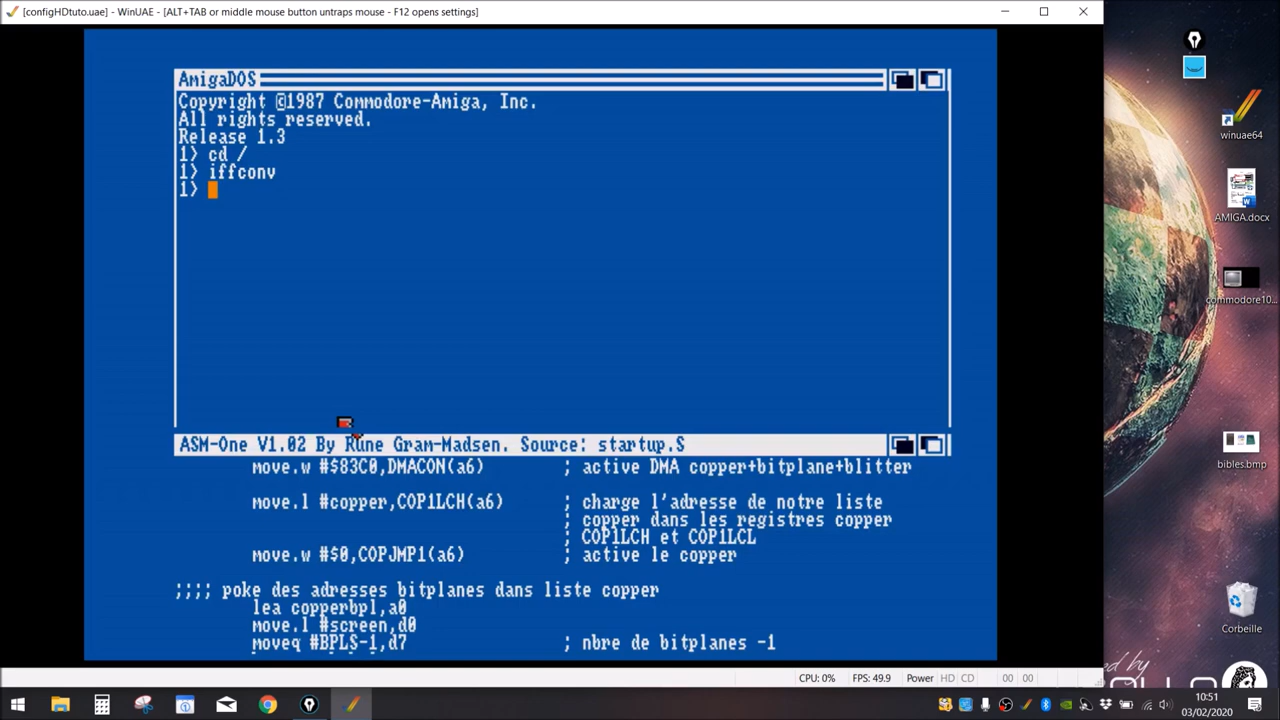 [configHDtuto.uae] - WinUAE - [ALT+TAB or middle mouse button untraps mouse - F12 opens settings]
AmigaDOS
Copyright ©1987 Commodore-Amiga, Inc.
All rights reserved.
Release 1.3
1> cd /
1> iffconv
1>
ASM-One V1.02 By Rune Gram-Madsen. Source: startup.S
move.w #$83C0,DMACON(a6) ; active DMA copper+bitplane+blitter
move.l #copper,COP1LCH(a6) ; charge l'adresse de notre liste
; copper dans les registres copper
; COP1LCH et COP1LCL
move.w #$0,COPJMP1(a6) ; active le copper
;;;; poke des adresses bitplanes dans liste copper
lea copperbpl,a0
move.l #screen,d0
moveq #BPLS-1,d7 ; nbre de bitplanes -1
CPU: 0% FPS: 49.9 Power HD CD 00 00
winuae64
AMIGA.docx
commodore10...
bibles.bmp
Corbeille
ed by
10:51
03/02/2020